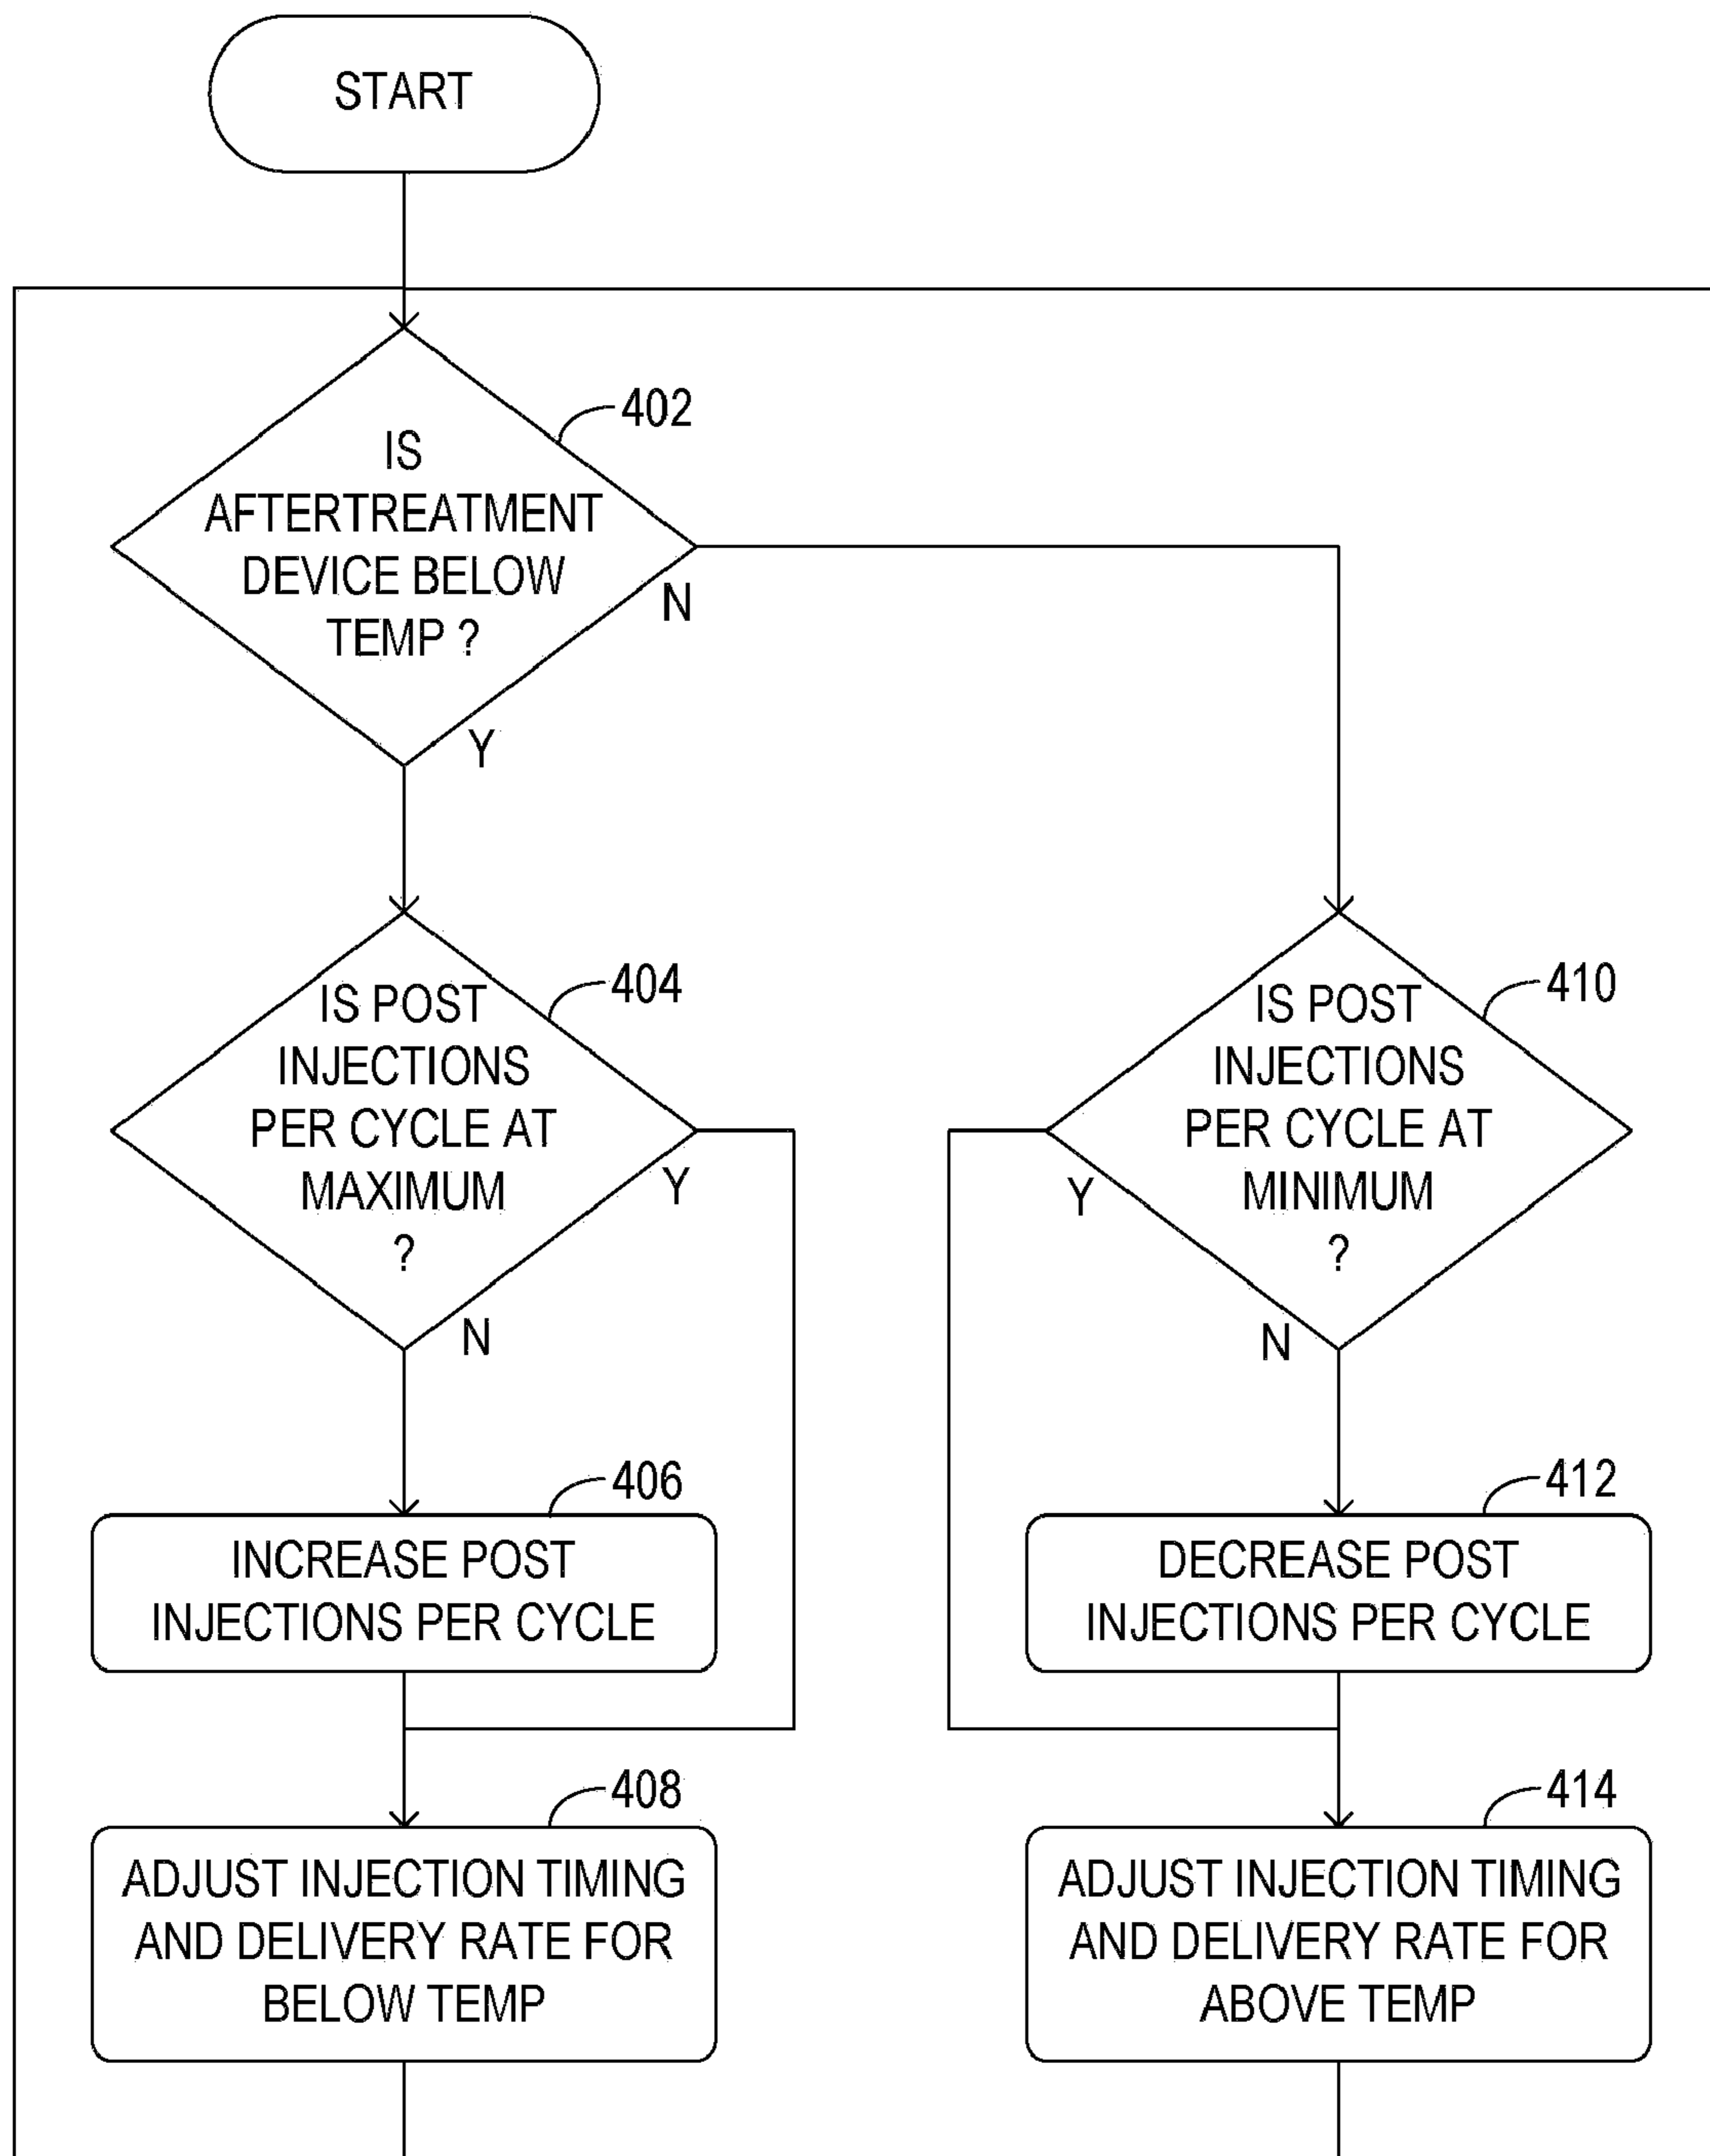 START
402
IS
AFTERTREATMENT
DEVICE BELOW
TEMP ?
N
Y
404
IS POST
INJECTIONS
PER CYCLE AT
MAXIMUM
?
Y
N
410
IS POST
INJECTIONS
PER CYCLE AT
MINIMUM
?
Y
N
406
INCREASE POST
INJECTIONS PER CYCLE
412
DECREASE POST
INJECTIONS PER CYCLE
408
ADJUST INJECTION TIMING
AND DELIVERY RATE FOR
BELOW TEMP
414
ADJUST INJECTION TIMING
AND DELIVERY RATE FOR
ABOVE TEMP